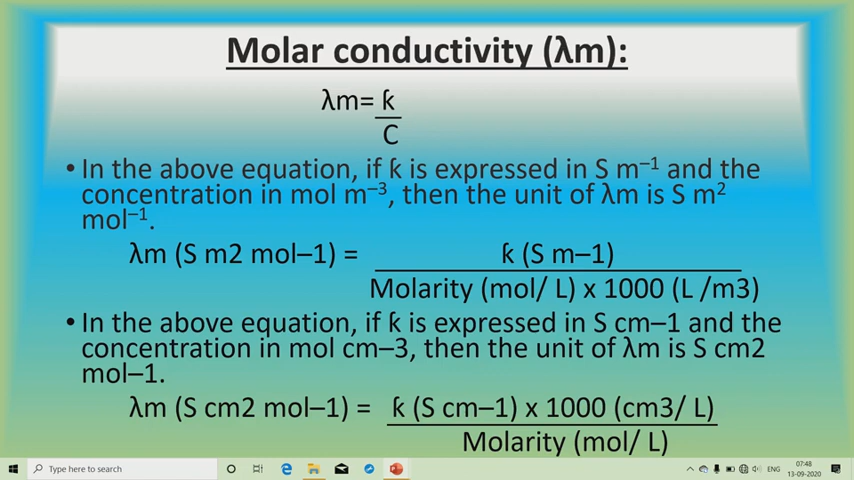 Molar conductivity (λm):
λm= ƙ
C
• In the above equation, if ƙ is expressed in S m⁻¹ and the
concentration in mol m⁻³, then the unit of λm is S m²
mol⁻¹.
λm (S m2 mol–1) = ƙ (S m–1)
Molarity (mol/ L) x 1000 (L /m3)
• In the above equation, if ƙ is expressed in S cm–1 and the
concentration in mol cm–3, then the unit of λm is S cm2
mol–1.
λm (S cm2 mol–1) = ƙ (S cm–1) x 1000 (cm3/ L)
Molarity (mol/ L)
Type here to search
ENG
07:48
13-09-2020